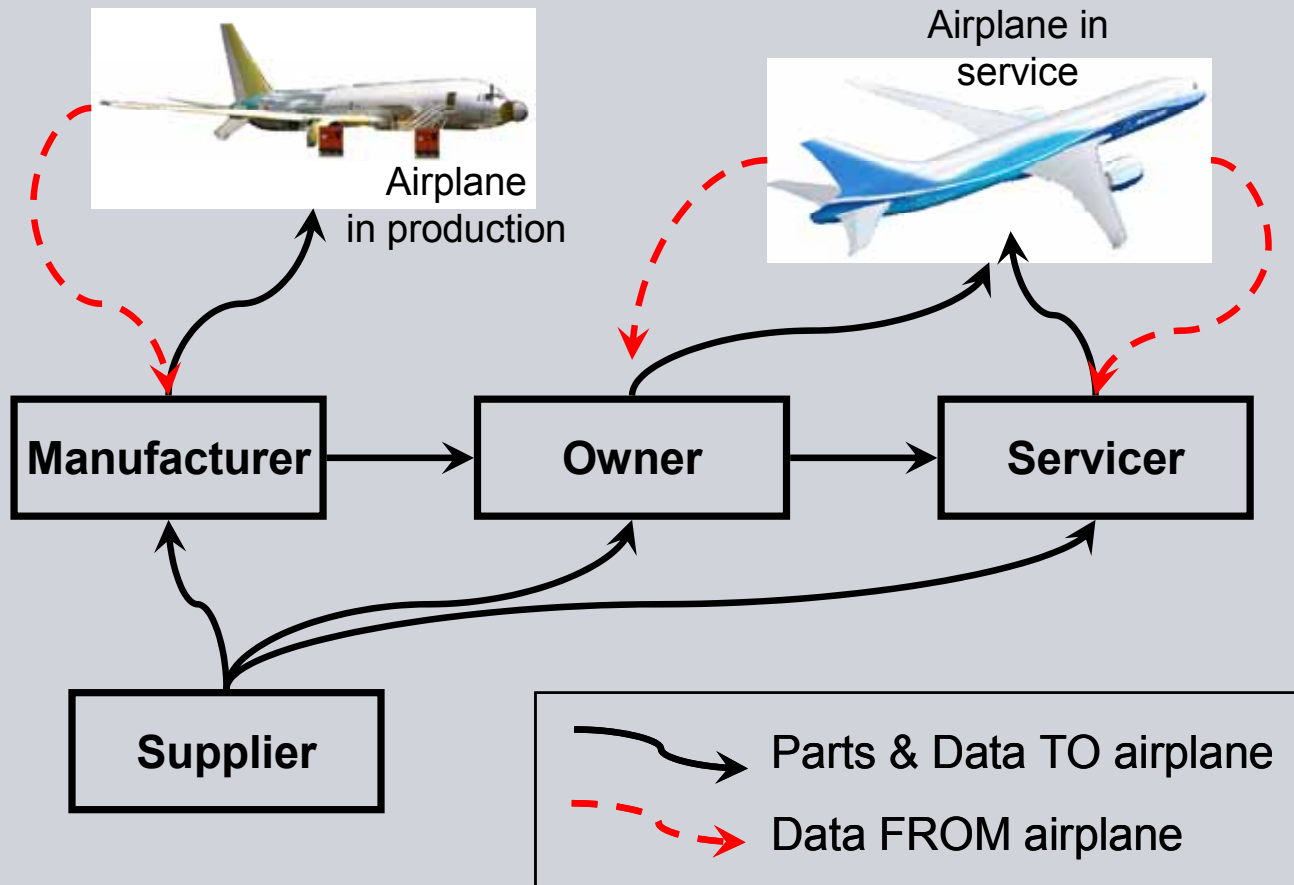 Airplane in
service
Airplane
in production
Manufacturer
Owner
Servicer
Supplier
Parts & Data TO airplane
Data FROM airplane